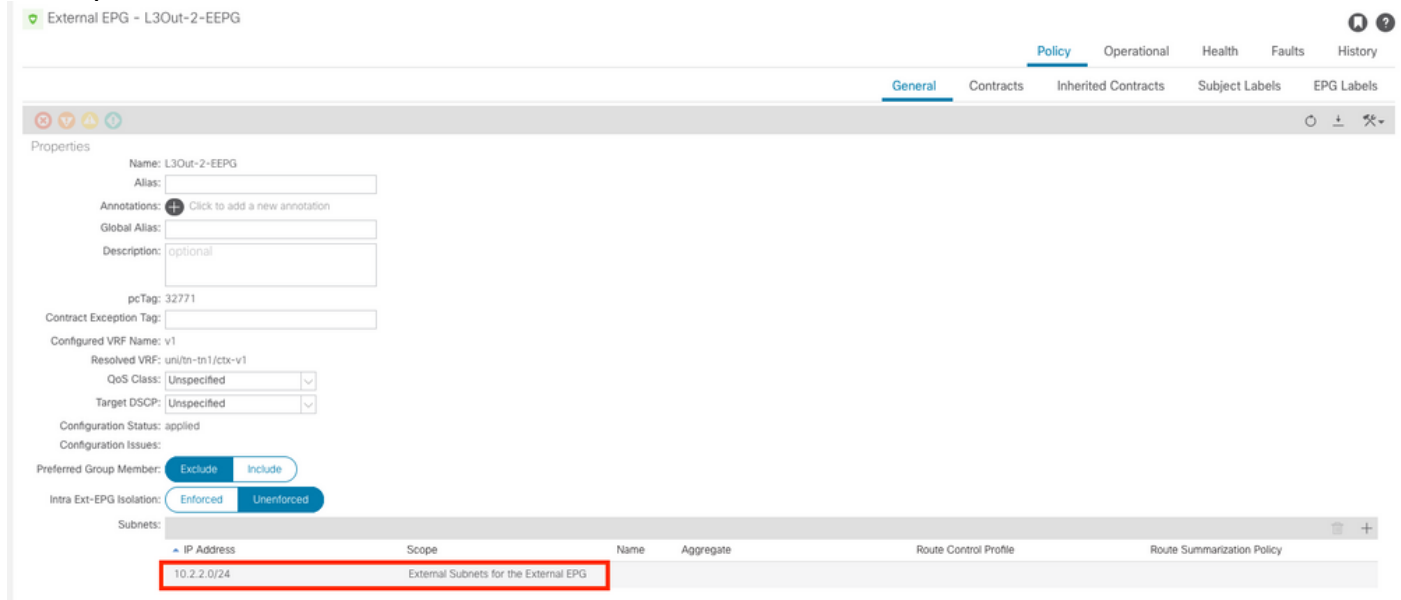 External EPG - L3Out-2-EEPG
Policy Operational Health Faults History
General Contracts Inherited Contracts Subject Labels EPG Labels
Properties
Name: L3Out-2-EEPG
Alias:
Annotations: Click to add a new annotation
Global Alias:
Description: optional
pcTag: 32771
Contract Exception Tag:
Configured VRF Name: v1
Resolved VRF: uni/tn-tn1/ctx-v1
QoS Class: Unspecified
Target DSCP: Unspecified
Configuration Status: applied
Configuration Issues:
Preferred Group Member: Exclude Include
Intra Ext-EPG Isolation: Enforced Unenforced
Subnets:
IP Address Scope Name Aggregate Route Control Profile Route Summarization Policy
10.2.2.0/24 External Subnets for the External EPG